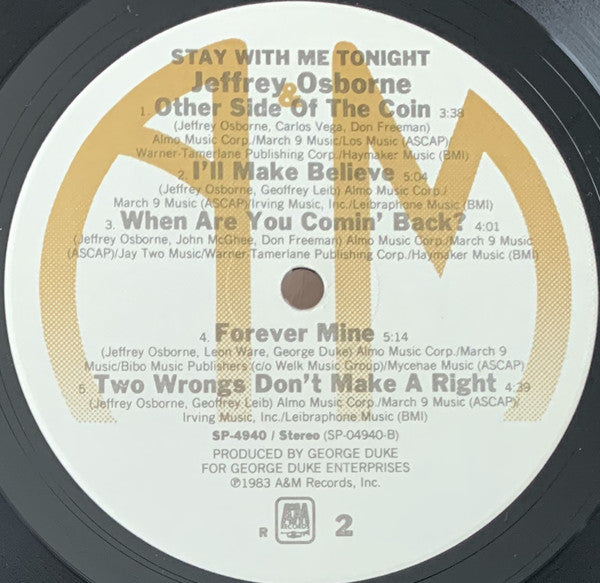 STAY WITH ME TONIGHT
Jeffrey Osborne
&
1. Other Side Of The Coin 3:38
(Jeffrey Osborne, Carlos Vega, Don Freeman)
Almo Music Corp./March 9 Music/Los Music (ASCAP)
Warner-Tamerlane Publishing Corp./Haymaker Music (BMI)
2. I'll Make Believe 5:04
(Jeffrey Osborne, Geoffrey Leib) Almo Music Corp./
March 9 Music (ASCAP)/Irving Music, Inc./Leibraphone Music (BMI)
3. When Are You Comin' Back? 4:01
(Jeffrey Osborne, John McGhee, Don Freeman) Almo Music Corp./March 9 Music
(ASCAP)/Jay Two Music/Warner-Tamerlane Publishing Corp./Haymaker Music (BMI)
4. Forever Mine 5:14
(Jeffrey Osborne, Leon Ware, George Duke) Almo Music Corp./March 9
Music/Bibo Music Publishers (c/o Welk Music Group)/Mycenae Music (ASCAP)
5. Two Wrongs Don't Make A Right 4:39
(Jeffrey Osborne, Geoffrey Leib) Almo Music Corp./March 9 Music (ASCAP)/
Irving Music, Inc./Leibraphone Music (BMI)
SP-4940 / Stereo (SP-04940-B)
PRODUCED BY GEORGE DUKE
FOR GEORGE DUKE ENTERPRISES
℗1983 A&M Records, Inc.
R A&M RECORDS 2